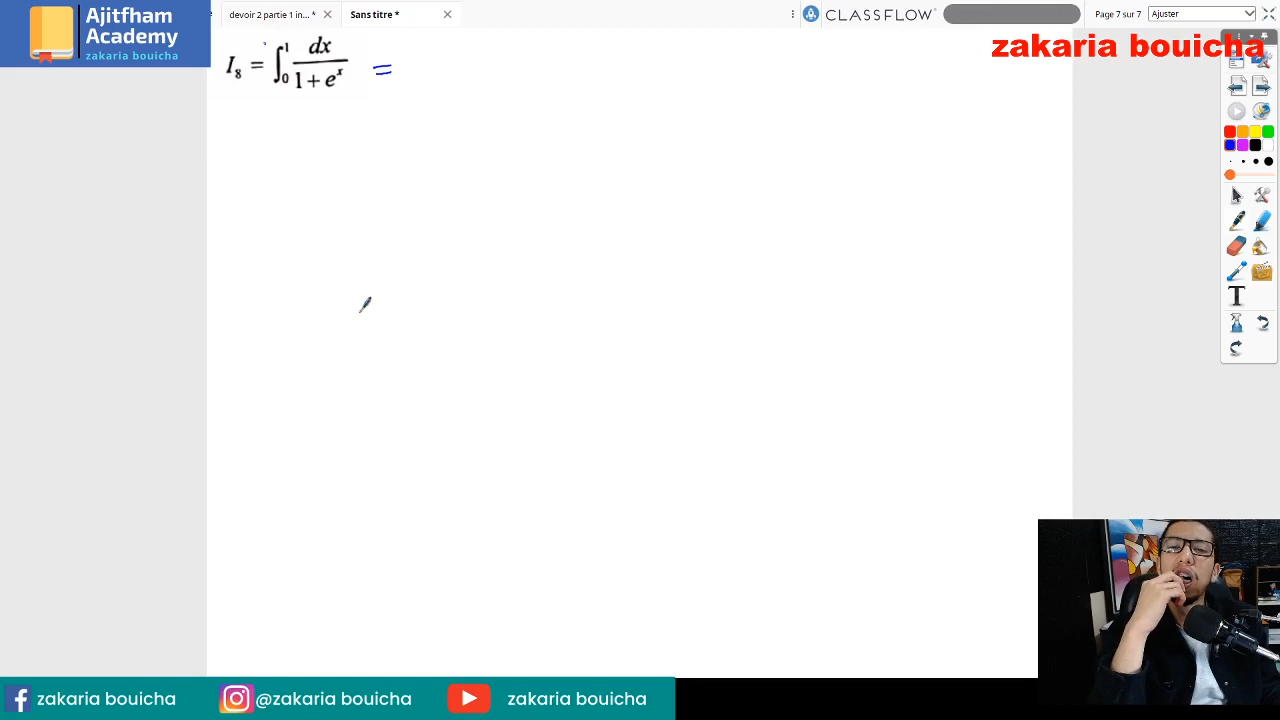 Ajitfham
Academy
zakaria bouicha
devoir 2 partie 1 in... *
Sans titre *
CLASSFLOW
Page 7 sur 7
Ajuster
zakaria bouicha
I₈ = ∫₀¹ dx / (1 + eˣ) =
T
zakaria bouicha
@zakaria bouicha
zakaria bouicha